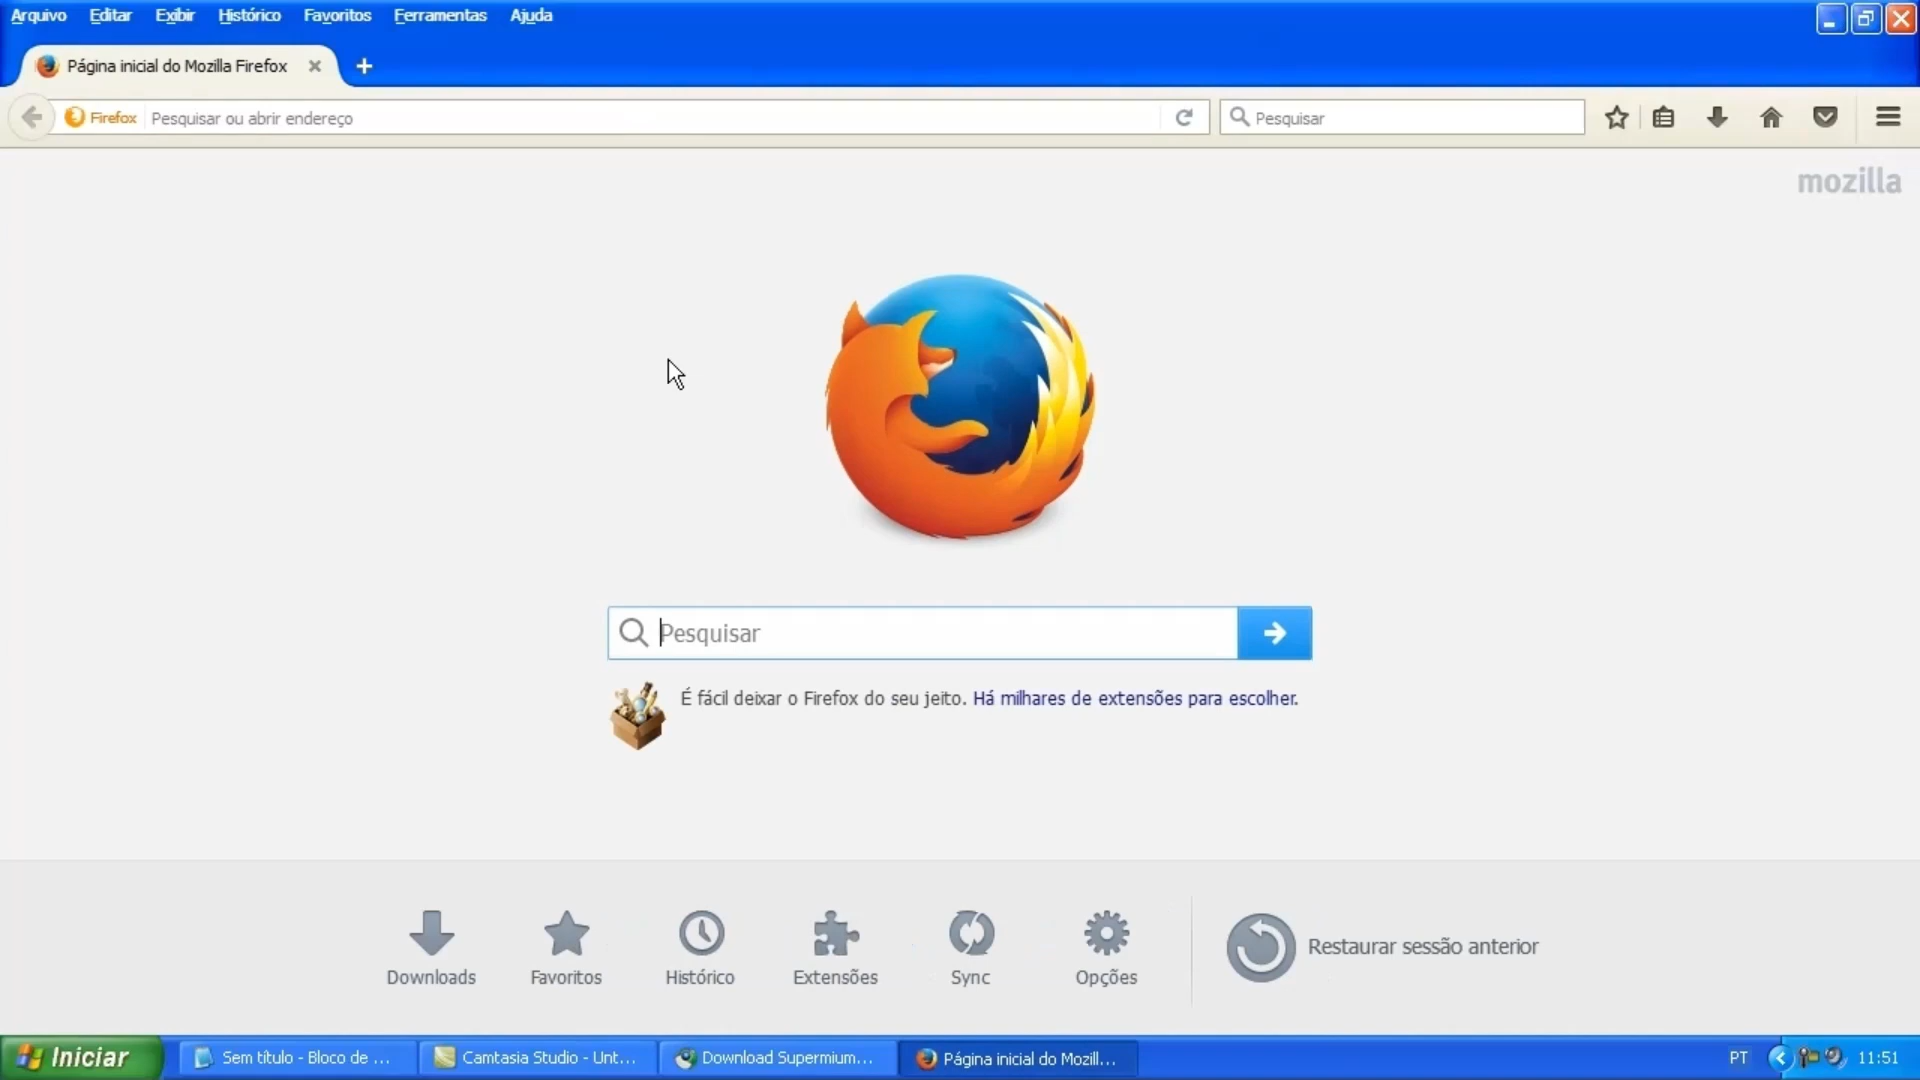 Arquivo Editar Exibir Histórico Favoritos Ferramentas Ajuda
Página inicial do Mozilla Firefox
Firefox Pesquisar ou abrir endereço Pesquisar
mozilla
Pesquisar
É fácil deixar o Firefox do seu jeito. Há milhares de extensões para escolher.
Downloads Favoritos Histórico Extensões Sync Opções Restaurar sessão anterior
Iniciar Sem título - Bloco de ... Camtasia Studio - Unt... Download Supermium... Página inicial do Mozill... PT 11:51